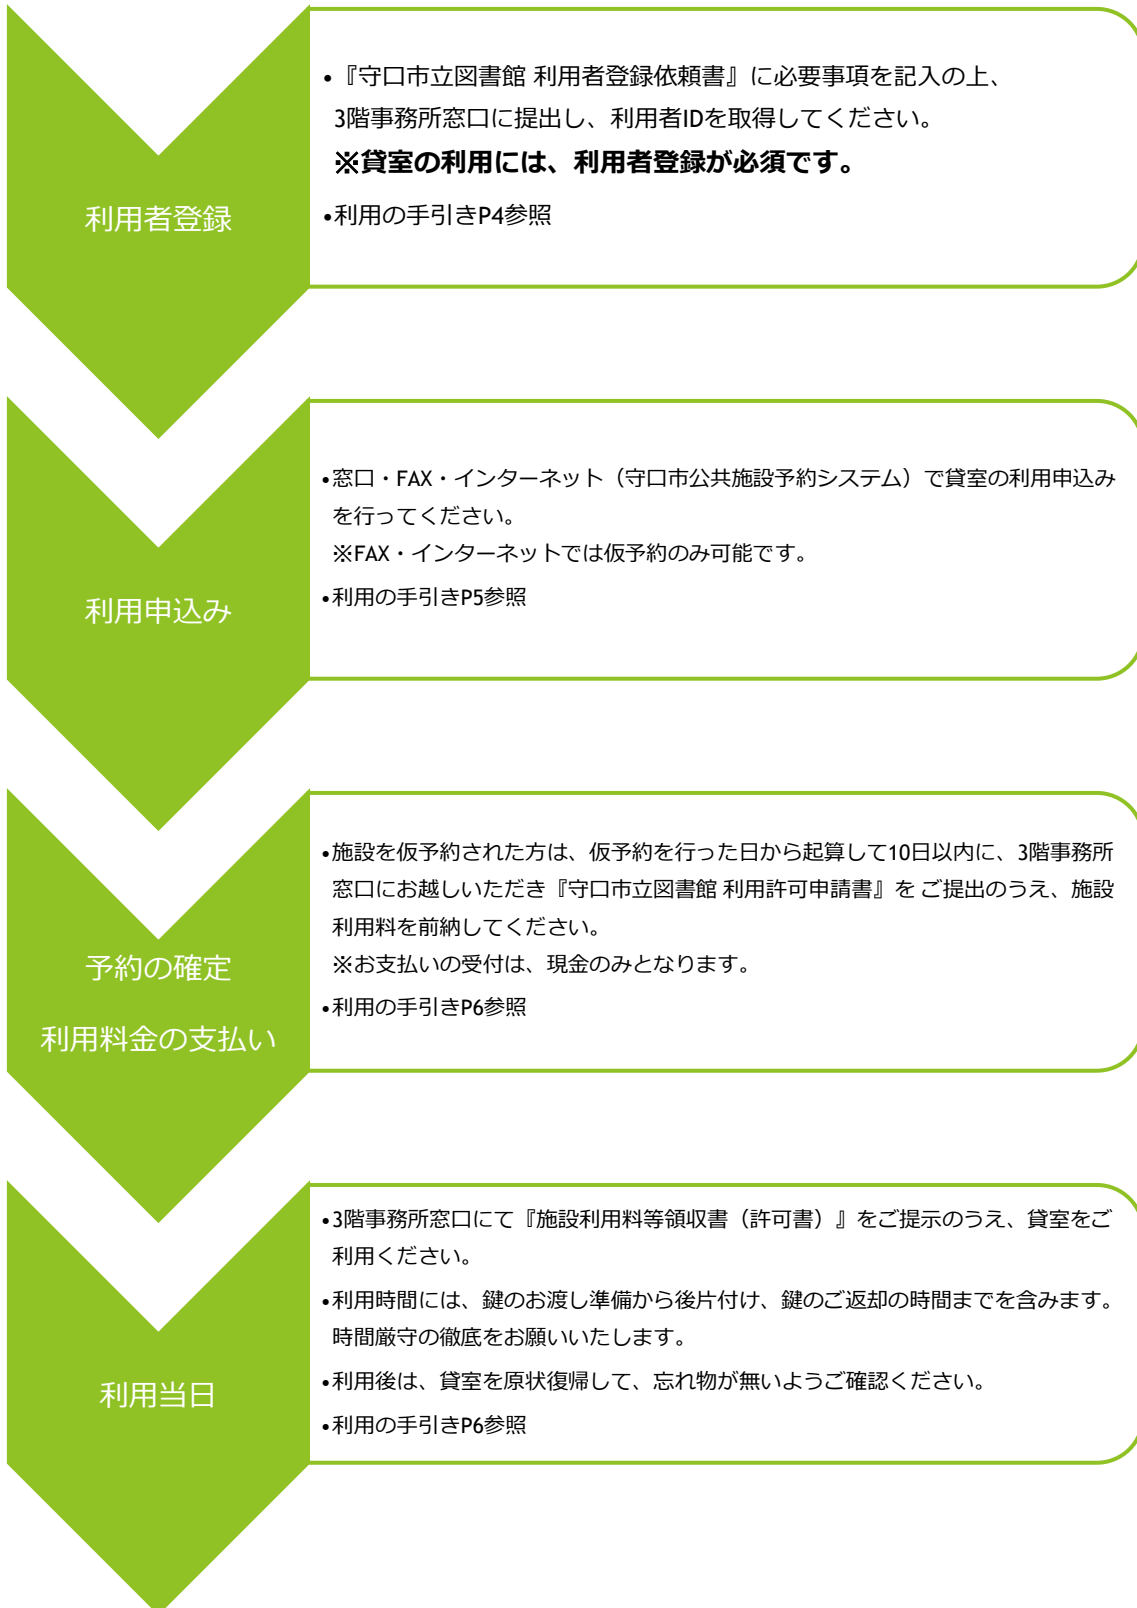 利用者登録
•『守口市立図書館 利用者登録依頼書』に必要事項を記入の上、
3階事務所窓口に提出し、利用者IDを取得してください。
※貸室の利用には、利用者登録が必須です。
•利用の手引きP4参照
利用申込み
•窓口・FAX・インターネット（守口市公共施設予約システム）で貸室の利用申込み
を行ってください。
※FAX・インターネットでは仮予約のみ可能です。
•利用の手引きP5参照
予約の確定
利用料金の支払い
•施設を仮予約された方は、仮予約を行った日から起算して10日以内に、3階事務所
窓口にお越しいただき『守口市立図書館 利用許可申請書』を ご提出のうえ、施設
利用料を前納してください。
※お支払いの受付は、現金のみとなります。
•利用の手引きP6参照
利用当日
•3階事務所窓口にて『施設利用料等領収書（許可書）』をご提示のうえ、貸室をご
利用ください。
•利用時間には、鍵のお渡し準備から後片付け、鍵のご返却の時間までを含みます。
時間厳守の徹底をお願いいたします。
•利用後は、貸室を原状復帰して、忘れ物が無いようご確認ください。
•利用の手引きP6参照